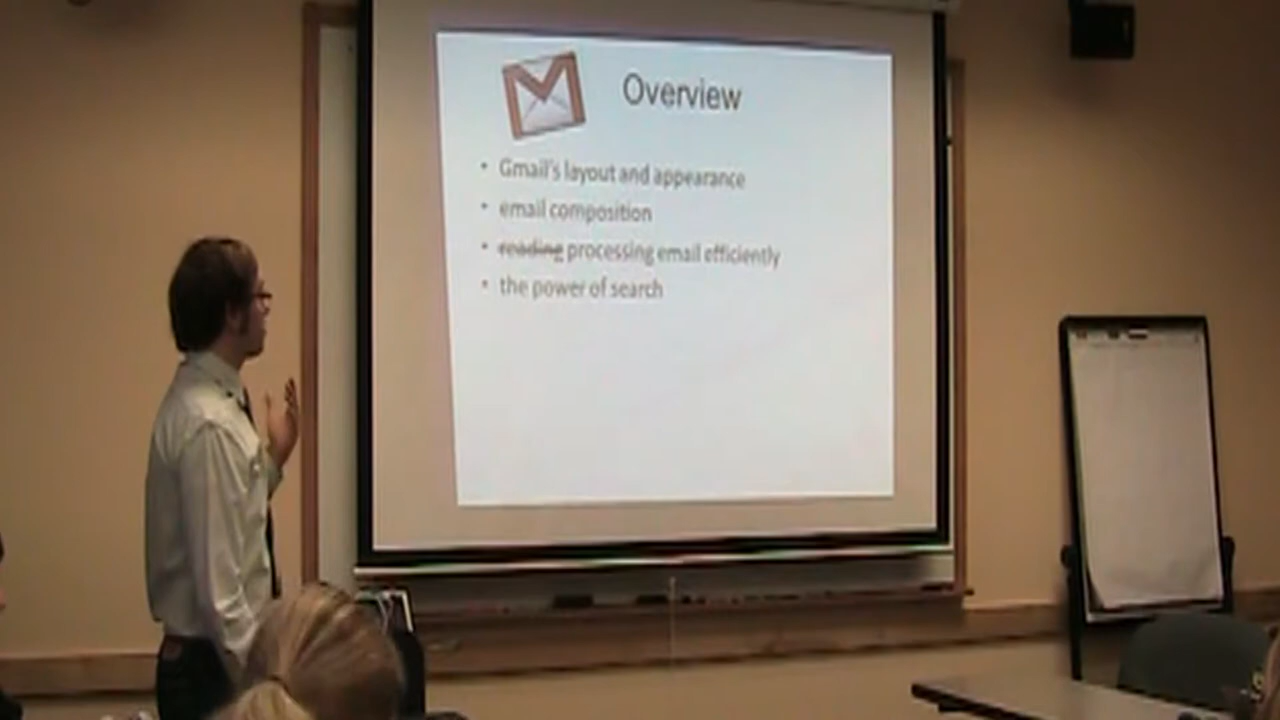 Overview
• Gmail's layout and appearance
• email composition
• reading processing email efficiently
• the power of search